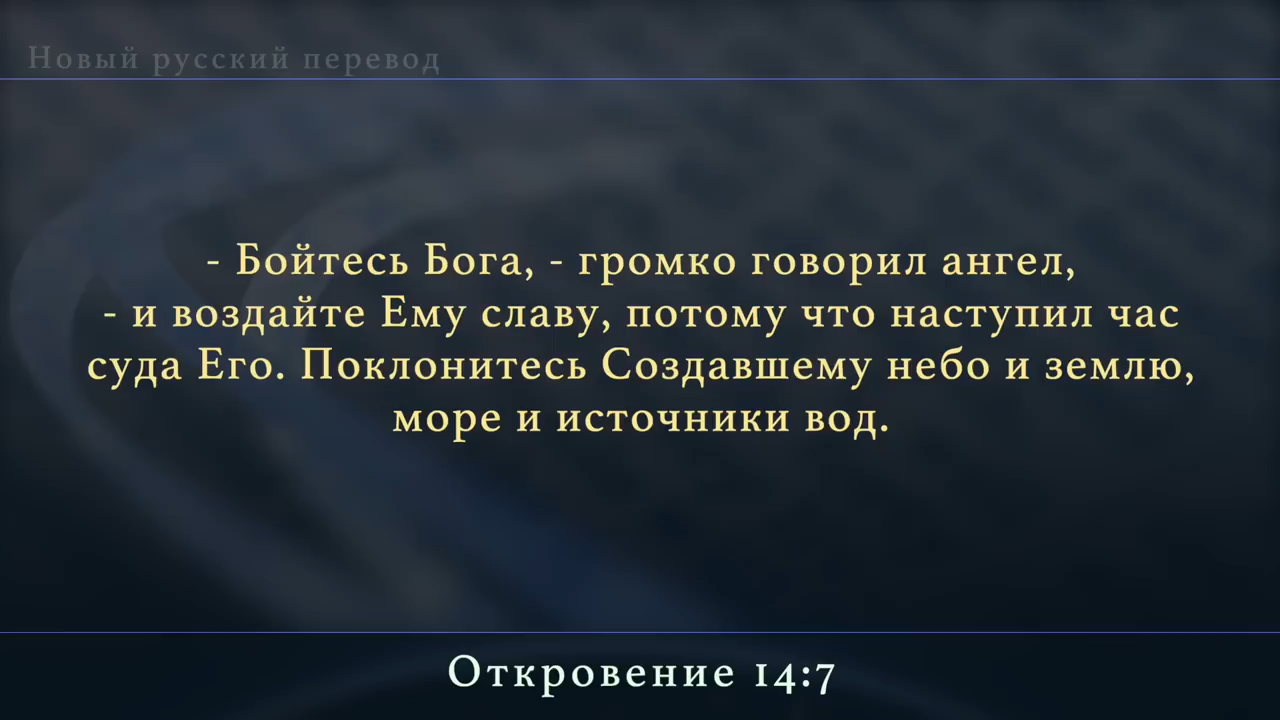 Новый русский перевод
- Бойтесь Бога, - громко говорил ангел,
- и воздайте Ему славу, потому что наступил час
суда Его. Поклонитесь Создавшему небо и землю,
море и источники вод.
Откровение 14:7